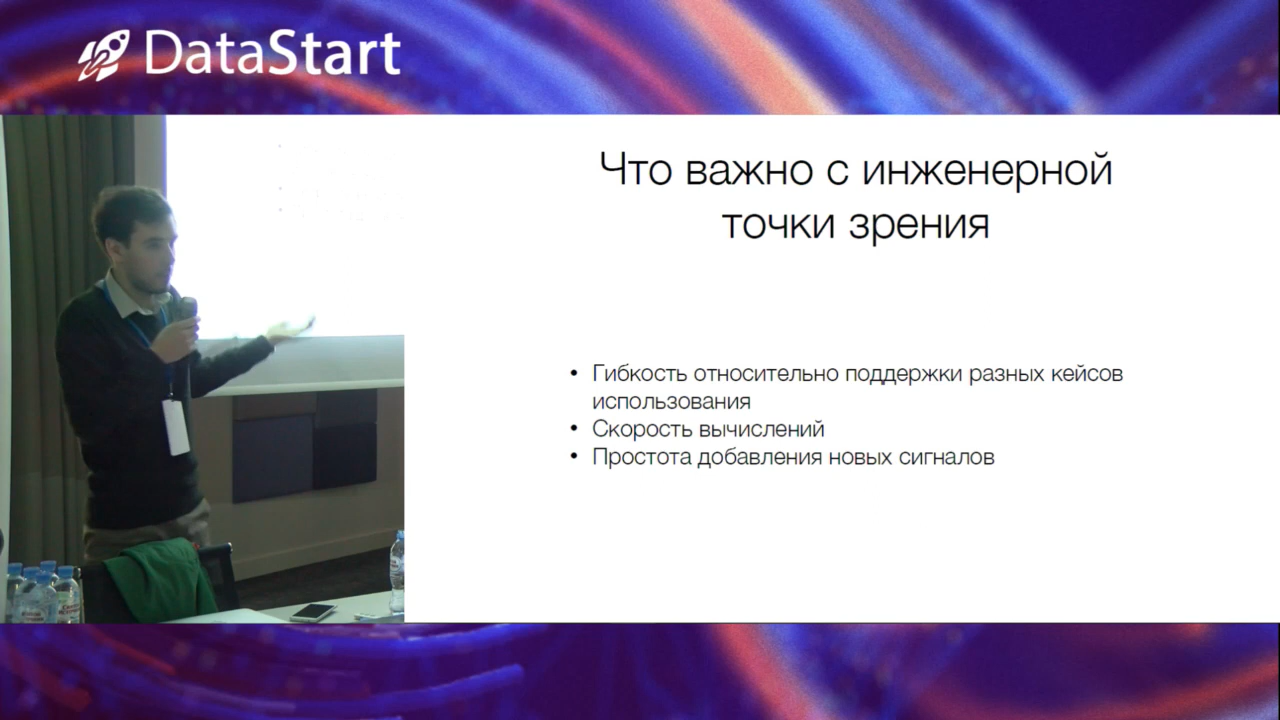 DataStart
Что важно с инженерной
точки зрения
• Гибкость относительно поддержки разных кейсов
использования
• Скорость вычислений
• Простота добавления новых сигналов